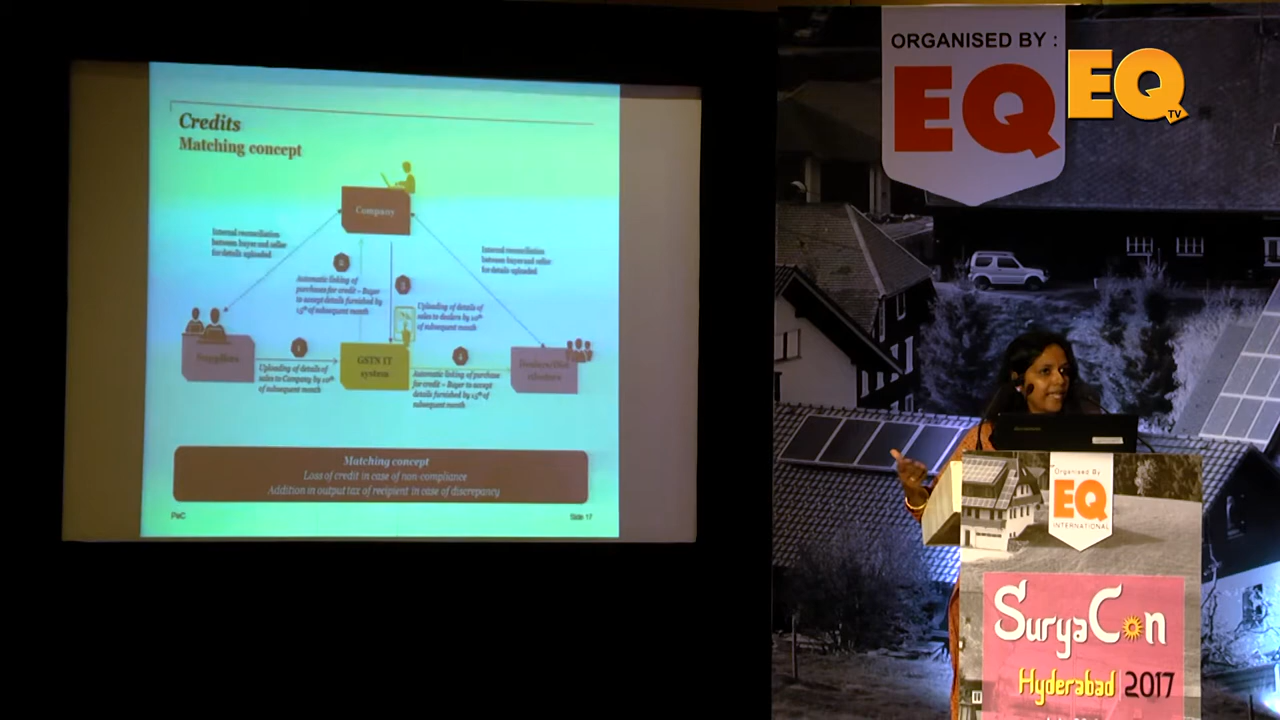 Credits
Matching concept
Company
Internal reconciliation
between buyer and seller
for details uploaded
Internal reconciliation
between buyer and seller
for details uploaded
2
Automatic linking of
purchases for credit – Buyer
to accept details furnished by
15th of subsequent month
3
Uploading of details of
sales to dealers by 10th
of subsequent month
Suppliers
1
Uploading of details of
sales to Company by 10th
of subsequent month
GSTN IT
system
4
Automatic linking of purchase
for credit – Buyer to accept
details furnished by 15th of
subsequent month
Matching concept
Loss of credit in case of non-compliance
Addition in output tax of recipient in case of discrepancy
PwC
Slide 17
ORGANISED BY :
EQ
EQ
TV
Organised By
EQ
INTERNATIONAL
SuryaCon
Hyderabad 2017